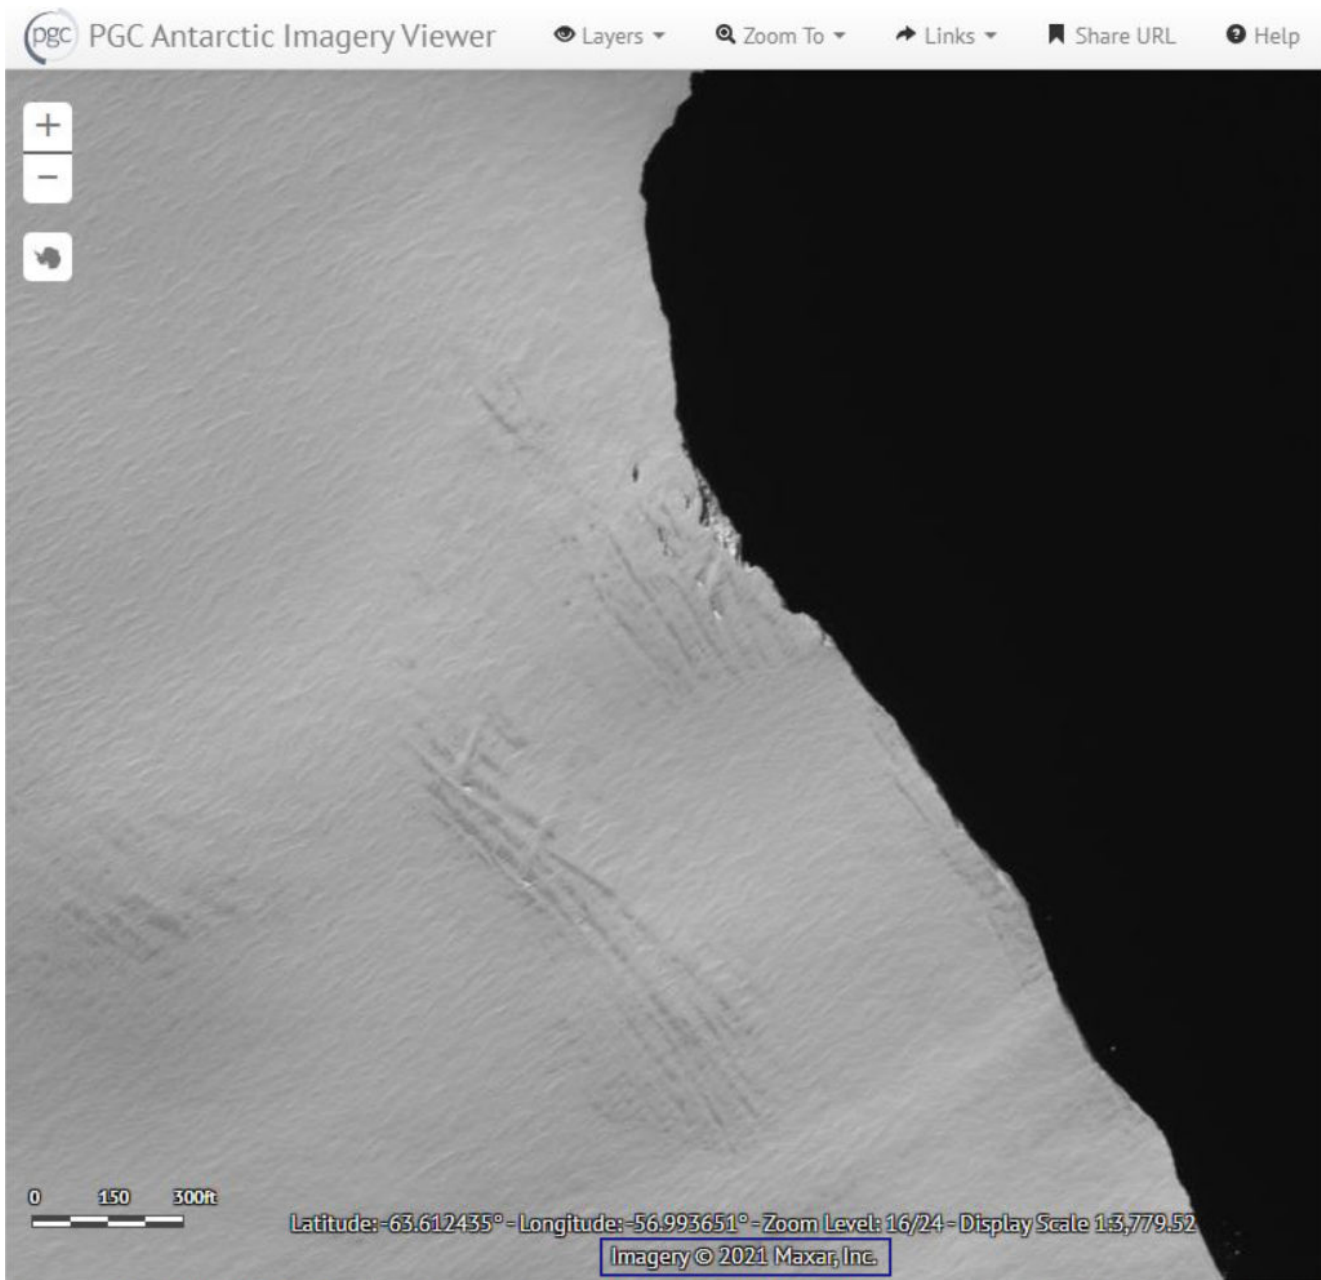 pgc PGC Antarctic Imagery Viewer Layers Zoom To Links Share URL Help
+
−
0 150 300ft
Latitude: -63.612435° - Longitude: -56.993651° - Zoom Level: 16/24 - Display Scale 1:3,779.52
Imagery © 2021 Maxar, Inc.